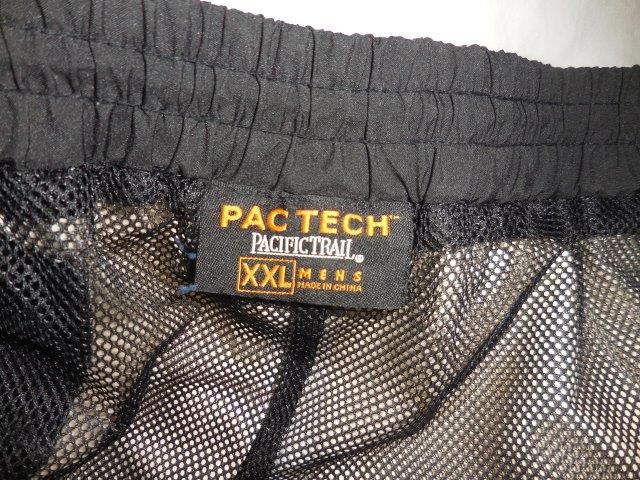 PAC TECH™
PACIFIC TRAIL®
XXL MENS
MADE IN CHINA